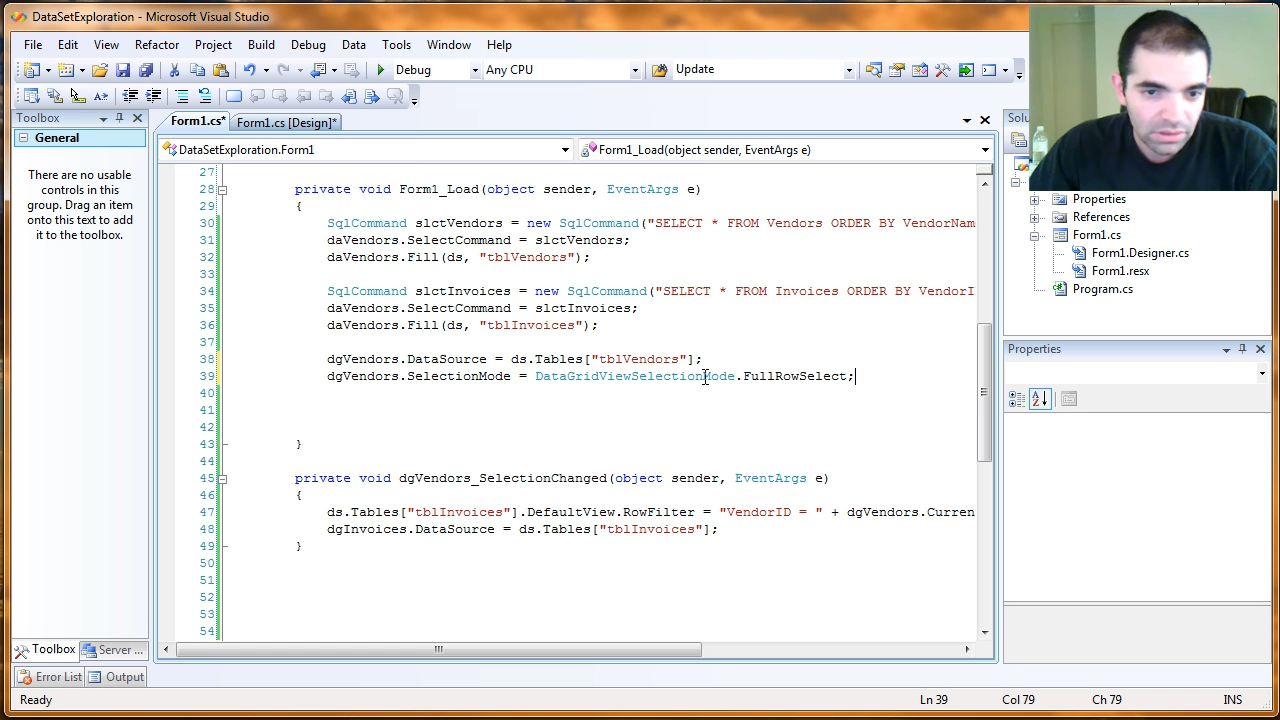 DataSetExploration - Microsoft Visual Studio
File Edit View Refactor Project Build Debug Data Tools Window Help
Debug Any CPU Update
Toolbox
General
There are no usable
controls in this
group. Drag an item
onto this text to add
it to the toolbox.
Form1.cs* Form1.cs [Design]*
DataSetExploration.Form1 Form1_Load(object sender, EventArgs e)
27
28 private void Form1_Load(object sender, EventArgs e)
29 {
30 SqlCommand slctVendors = new SqlCommand("SELECT * FROM Vendors ORDER BY VendorNam
31 daVendors.SelectCommand = slctVendors;
32 daVendors.Fill(ds, "tblVendors");
33
34 SqlCommand slctInvoices = new SqlCommand("SELECT * FROM Invoices ORDER BY VendorI
35 daVendors.SelectCommand = slctInvoices;
36 daVendors.Fill(ds, "tblInvoices");
37
38 dgVendors.DataSource = ds.Tables["tblVendors"];
39 dgVendors.SelectionMode = DataGridViewSelectionMode.FullRowSelect;
40
41
42
43 }
44
45 private void dgVendors_SelectionChanged(object sender, EventArgs e)
46 {
47 ds.Tables["tblInvoices"].DefaultView.RowFilter = "VendorID = " + dgVendors.Curren
48 dgInvoices.DataSource = ds.Tables["tblInvoices"];
49 }
50
51
52
53
54
Solu
Properties
References
Form1.cs
Form1.Designer.cs
Form1.resx
Program.cs
Properties
Toolbox Server ...
Error List Output
Ready Ln 39 Col 79 Ch 79 INS